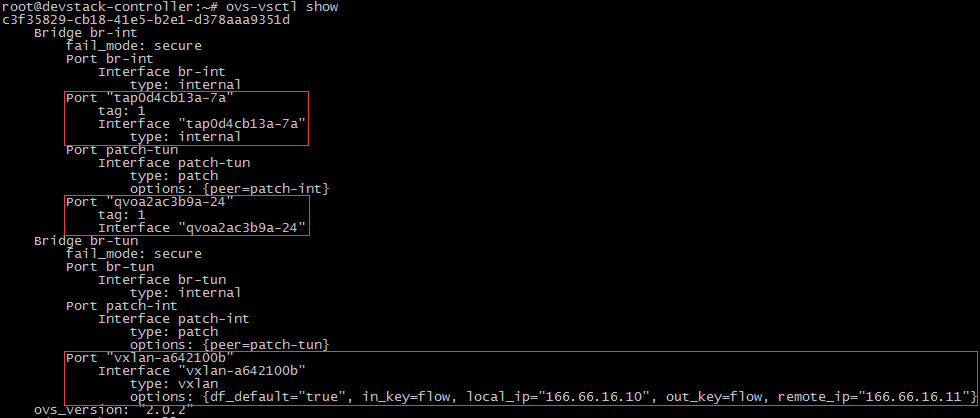 root@devstack-controller:~# ovs-vsctl show
c3f35829-cb18-41e5-b2e1-d378aaa9351d
    Bridge br-int
        fail_mode: secure
        Port br-int
            Interface br-int
                type: internal
        Port "tap0d4cb13a-7a"
            tag: 1
            Interface "tap0d4cb13a-7a"
                type: internal
        Port patch-tun
            Interface patch-tun
                type: patch
                options: {peer=patch-int}
        Port "qvoa2ac3b9a-24"
            tag: 1
            Interface "qvoa2ac3b9a-24"
    Bridge br-tun
        fail_mode: secure
        Port br-tun
            Interface br-tun
                type: internal
        Port patch-int
            Interface patch-int
                type: patch
                options: {peer=patch-tun}
        Port "vxlan-a642100b"
            Interface "vxlan-a642100b"
                type: vxlan
                options: {df_default="true", in_key=flow, local_ip="166.66.16.10", out_key=flow, remote_ip="166.66.16.11"}
    ovs_version: "2.0.2"